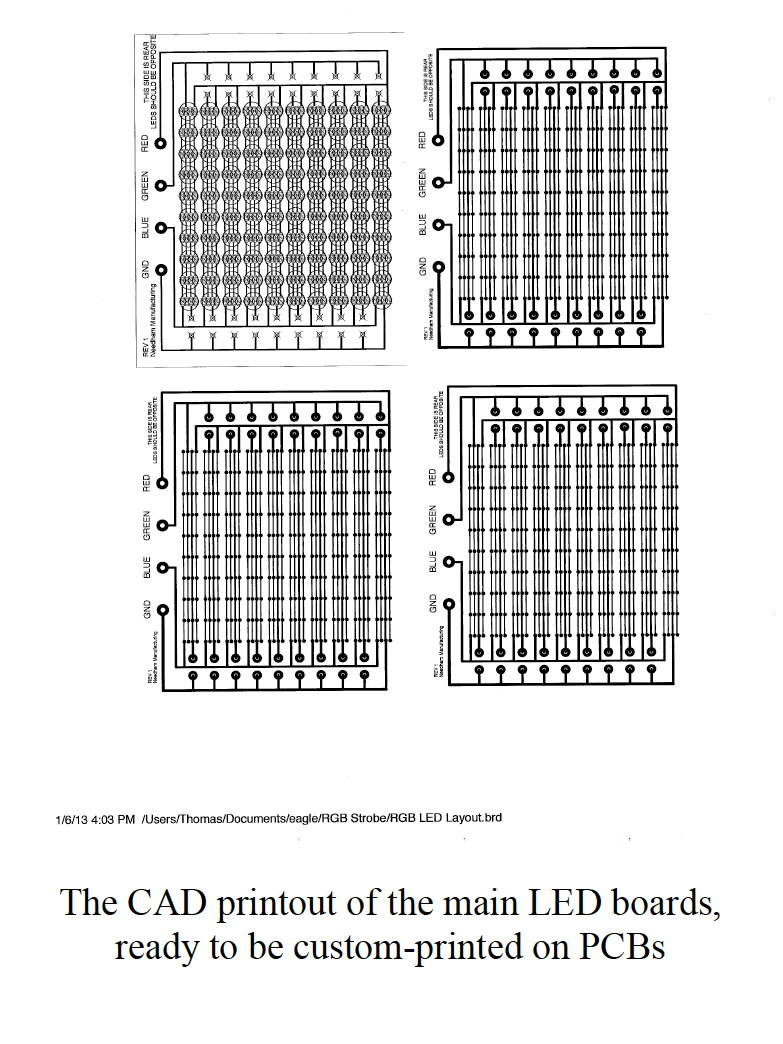 THIS SIDE IS REAR
LEDS SHOULD BE OPPOSITE
RED
GREEN
BLUE
GND
REV 1
Needham Manufacturing
THIS SIDE IS REAR
LEDS SHOULD BE OPPOSITE
RED
GREEN
BLUE
GND
REV 1
Needham Manufacturing
THIS SIDE IS REAR
LEDS SHOULD BE OPPOSITE
RED
GREEN
BLUE
GND
REV 1
Needham Manufacturing
THIS SIDE IS REAR
LEDS SHOULD BE OPPOSITE
RED
GREEN
BLUE
GND
REV 1
Needham Manufacturing
1/6/13 4:03 PM /Users/Thomas/Documents/eagle/RGB Strobe/RGB LED Layout.brd
The CAD printout of the main LED boards,
ready to be custom-printed on PCBs